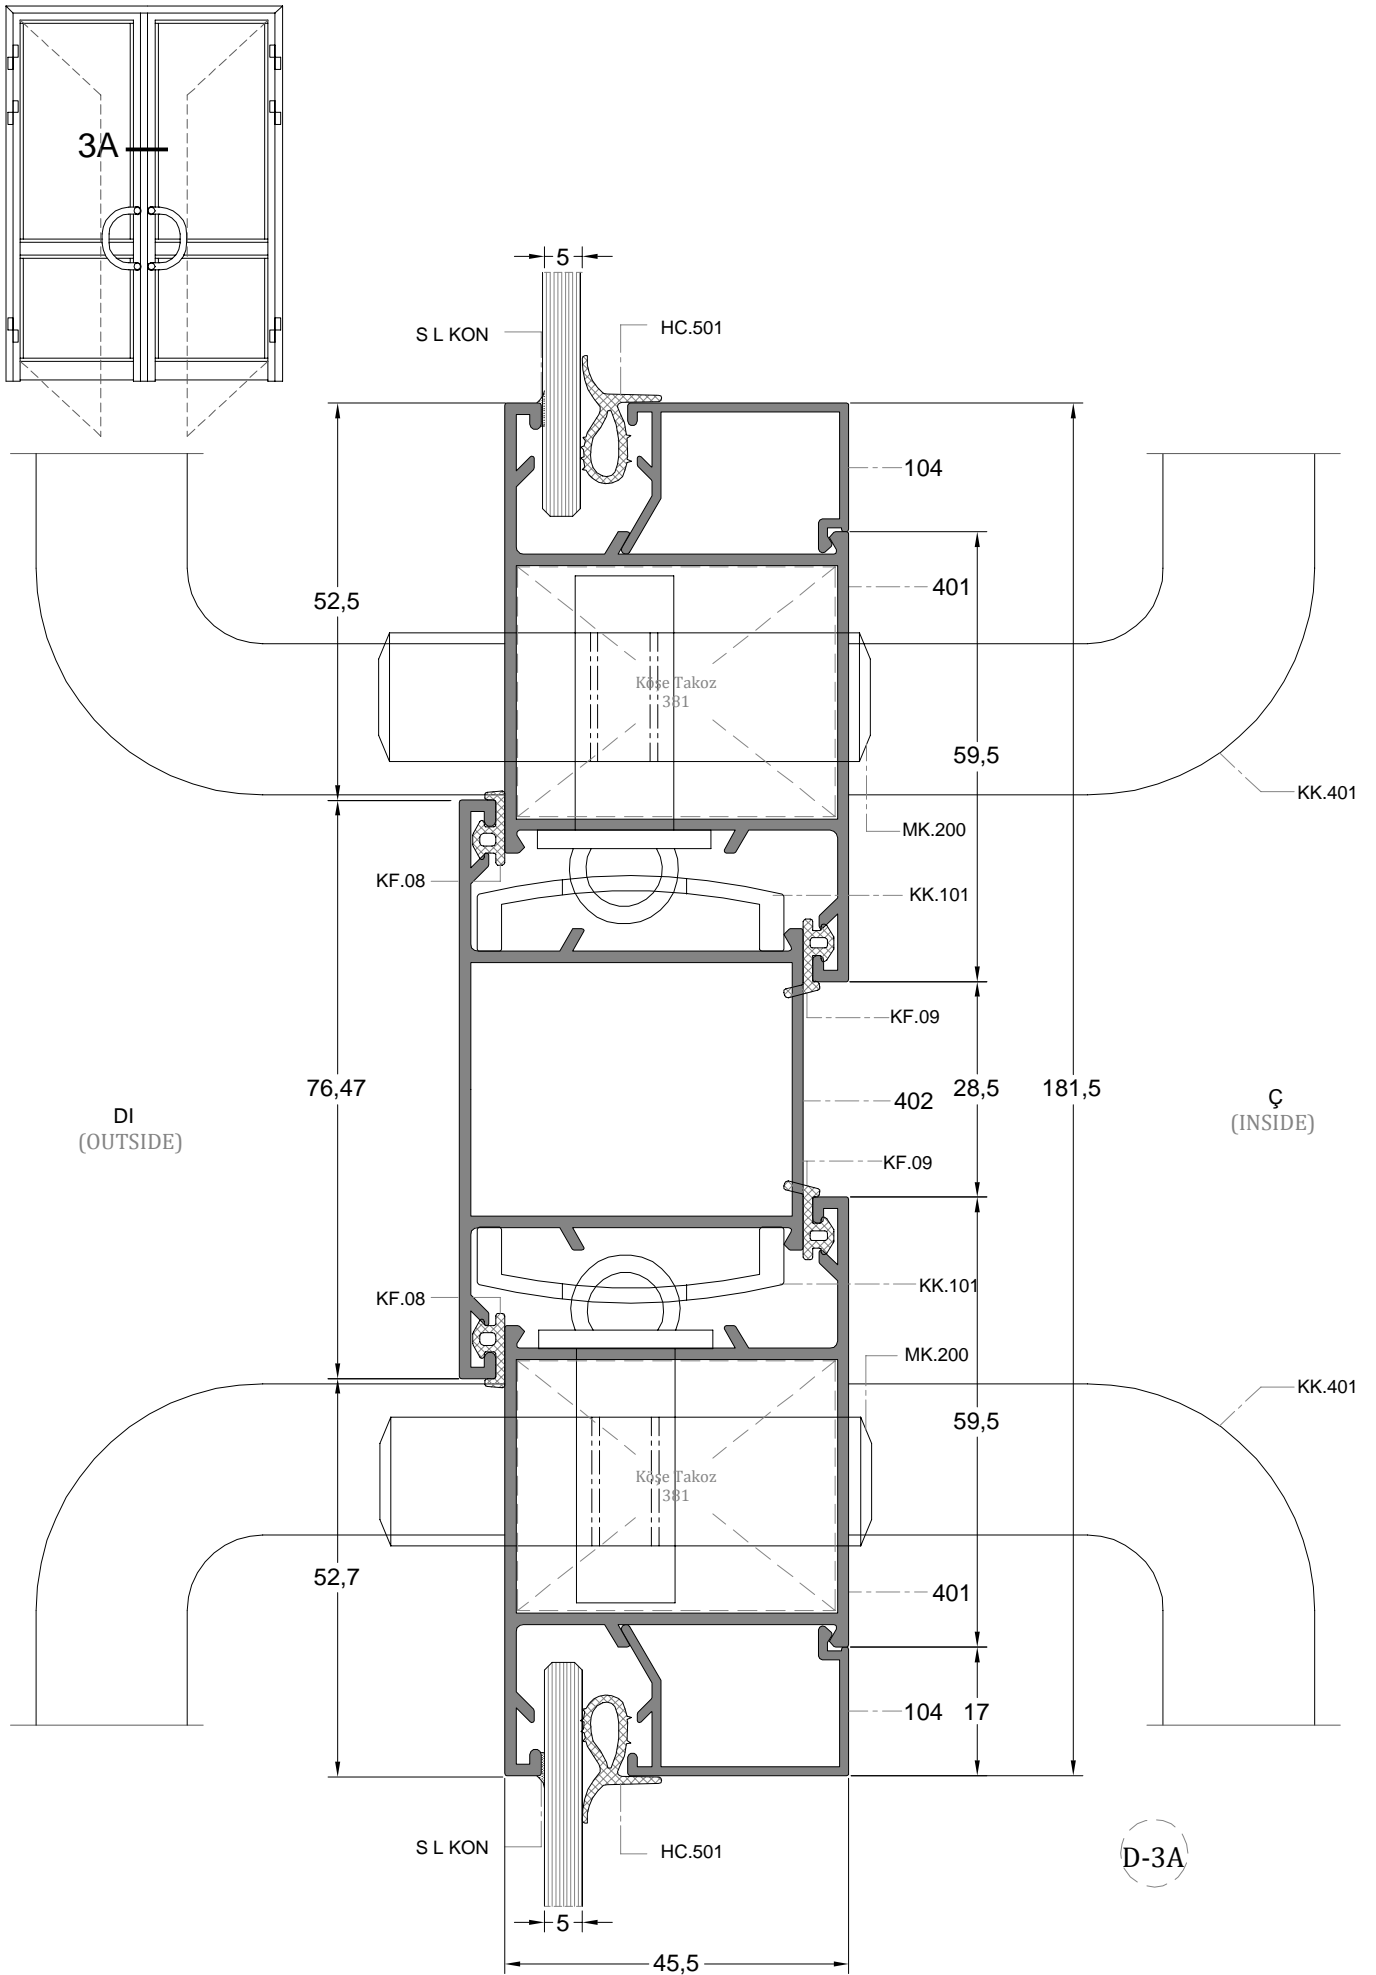 3A
5
S L KON
HC.501
104
401
52,5
Köşe Takoz
381
59,5
KK.401
MK.200
KF.08
KK.101
KF.09
402
28,5
181,5
76,47
DI
(OUTSIDE)
Ç
(INSIDE)
KF.09
KK.101
KF.08
MK.200
KK.401
59,5
Köşe Takoz
381
52,7
401
104
17
S L KON
HC.501
D-3A
5
45,5